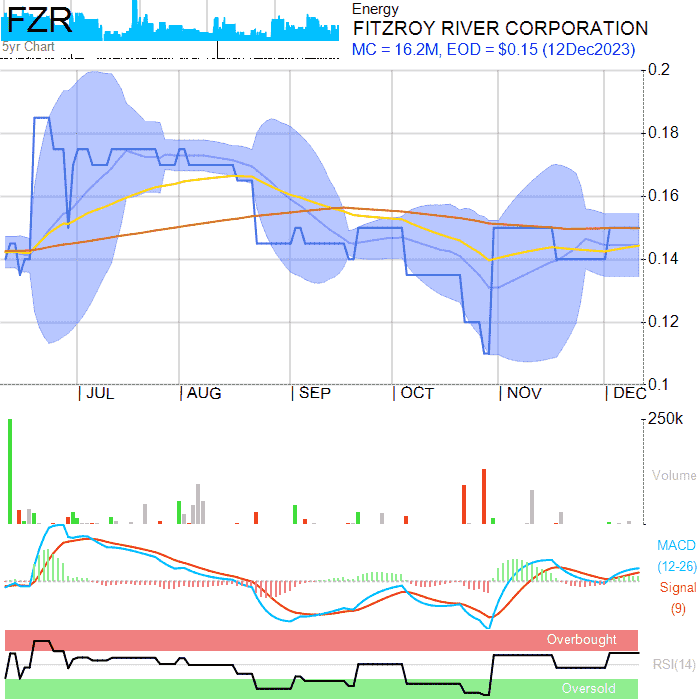 FZR
5yr Chart
Energy
FITZROY RIVER CORPORATION
MC = 16.2M, EOD = $0.15 (12Dec2023)
0.2
0.18
0.16
0.14
0.12
0.1
JUL
AUG
SEP
OCT
NOV
DEC
250k
Volume
MACD
(12-26)
Signal
(9)
Overbought
RSI(14)
Oversold